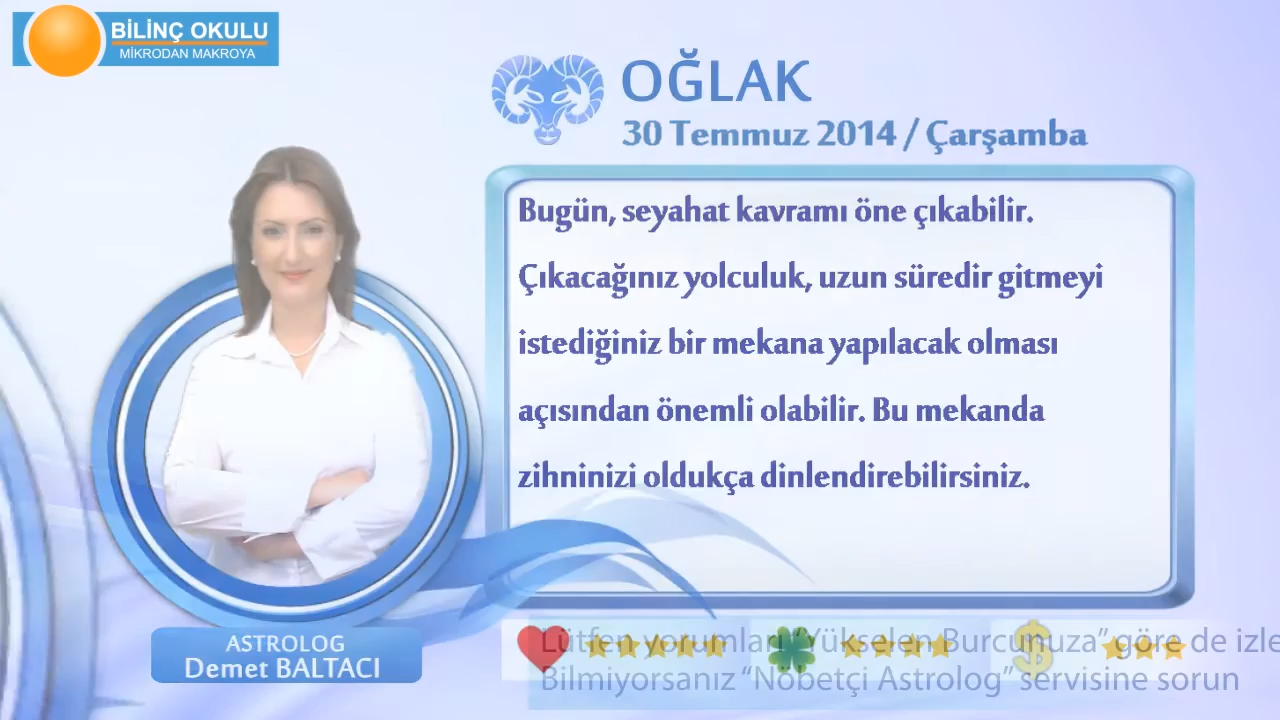 BİLİNÇ OKULU
MİKRODAN MAKROYA
OĞLAK
30 Temmuz 2014 / Çarşamba
Bugün, seyahat kavramı öne çıkabilir.
Çıkacağınız yolculuk, uzun süredir gitmeyi
istediğiniz bir mekana yapılacak olması
açısından önemli olabilir. Bu mekanda
zihninizi oldukça dinlendirebilirsiniz.
ASTROLOG
Demet BALTACI
Lütfen yorumları "Yükselen Burcunuza" göre de izle
Bilmiyorsanız "Nöbetçi Astrolog" servisine sorun